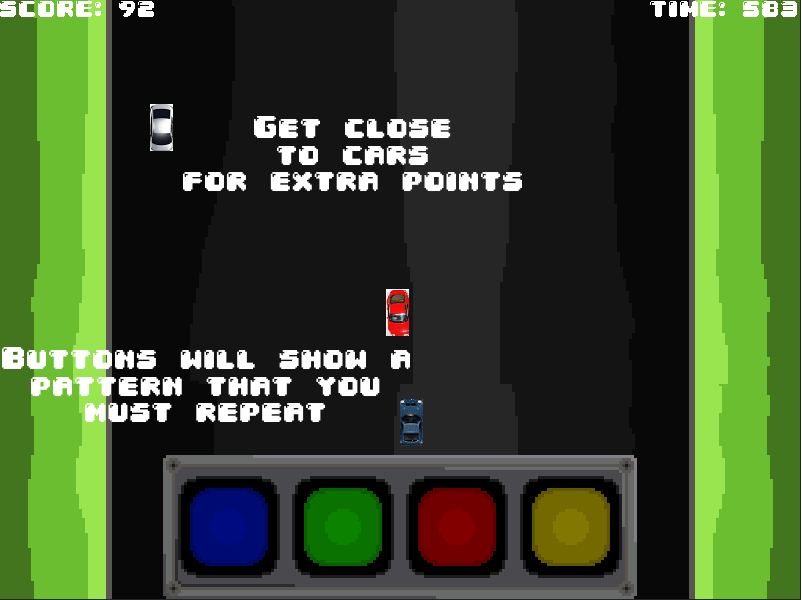 SCORE: 92
TIME: 583
GET CLOSE
TO CARS
FOR EXTRA POINTS
BUTTONS WILL SHOW A
PATTERN THAT YOU
MUST REPEAT